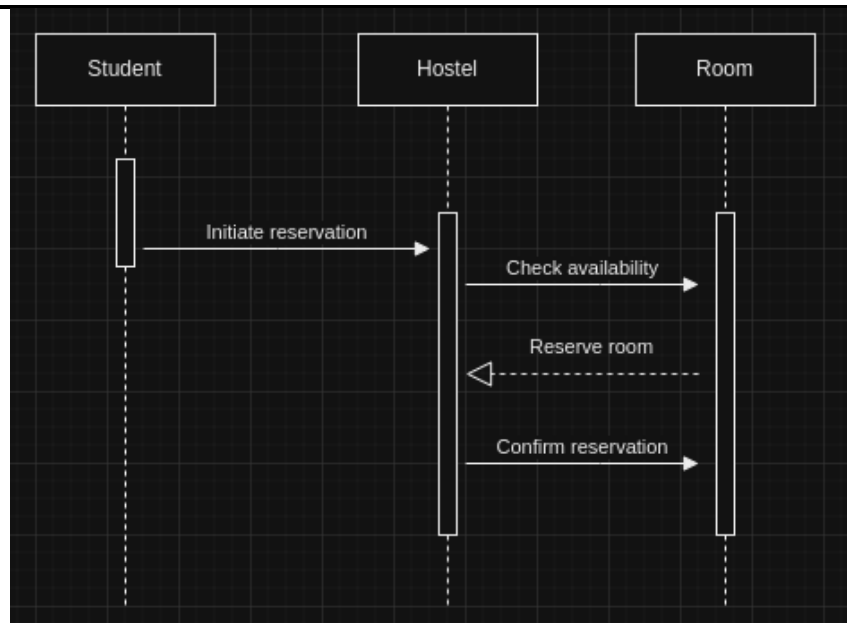 Student
Hostel
Room
Initiate reservation
Check availability
Reserve room
Confirm reservation